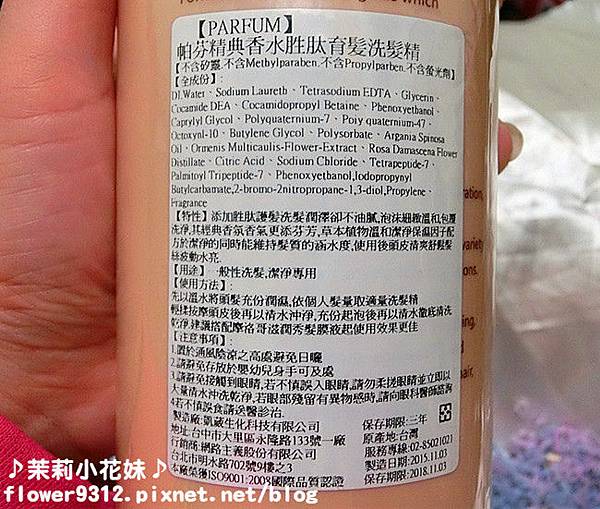 【PARFUM】
帕芬精典香水胜肽育髮洗髮精
【不含矽靈.不含Methylparaben.不含Propylparben.不含螢光劑】
【全成份】:
DI.Water、Sodium Laureth、Tetrasodium EDTA、Glycerin、
Cocamide DEA、Cocamidopropyl Betaine、Phenoxyethanol、
Caprylyl Glycol、Polyquaternium-7、Poiy quaternium-47、
Octoxynl-10、Butylene Glycol、Polysorbate、Argania Spinosa
Oil、Ormenis Multicaulis-Flower-Extract、Rosa Damascena Flower
Distillate、Citric Acid、Sodium Chloride、Tetrapeptide-7、
Palmitoyl Tripeptide-7、Phenoxyethanol,Iodopropynyl
Butylcarbamate,2-bromo-2nitropropane-1,3-diol,Propylene、
Fragrance
【特性】添加胜肽護髮洗髮潤澤卻不油膩,泡沫細緻溫和包覆
洗淨,其經典香氛香氣更添芬芳,草本植物溫和潔淨保濕因子配
方於潔淨的同時能維持髮質的涵水度,使用後頭皮清爽舒鬆髮
絲波動水亮.
【用途】一般性洗髮,潔淨專用
【使用方法】:
先以溫水將頭髮充份潤濕,依個人髮量取適量洗髮精
輕揉按摩頭皮後再以清水沖淨,充份起泡後再以清水徹底清洗
乾淨.建議搭配摩洛哥滋潤秀髮膜液起使用效果更佳
【注意事項】:
1.置於通風陰涼之高處避免日曬
2.請避免存放於嬰幼兒身手可及處
3.請避免接觸到眼睛,若不慎誤入眼睛,請勿柔搓眼睛並立即以
大量清水沖洗乾淨,若眼部殘留有異物感時,請向眼科醫師諮詢
4若不慎誤食請送醫診治.
製造廠:凱葳生化科技有限公司 保存期限:三年
地址:台中市大里區永隆路133號一廠 原產地:台灣
行銷商:網路主義股份有限公司 服務專線:02-85021021
台北市明水路702號9樓之3 製造日期:2015.11.03
本廠榮獲ISO9001:2008國際品質認證 保存期限:2018.11.03
which
ration,
variety
ons.
ing.
d
hair.
♪茉莉小花妹♪
flower9312.pixnet.net/blog